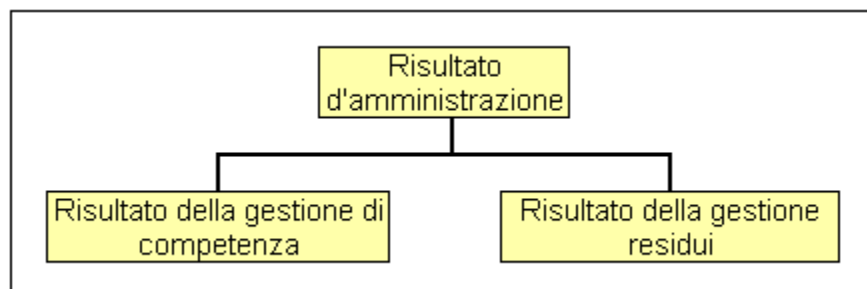 Risultato
d'amministrazione
Risultato della gestione di
competenza
Risultato della gestione
residui